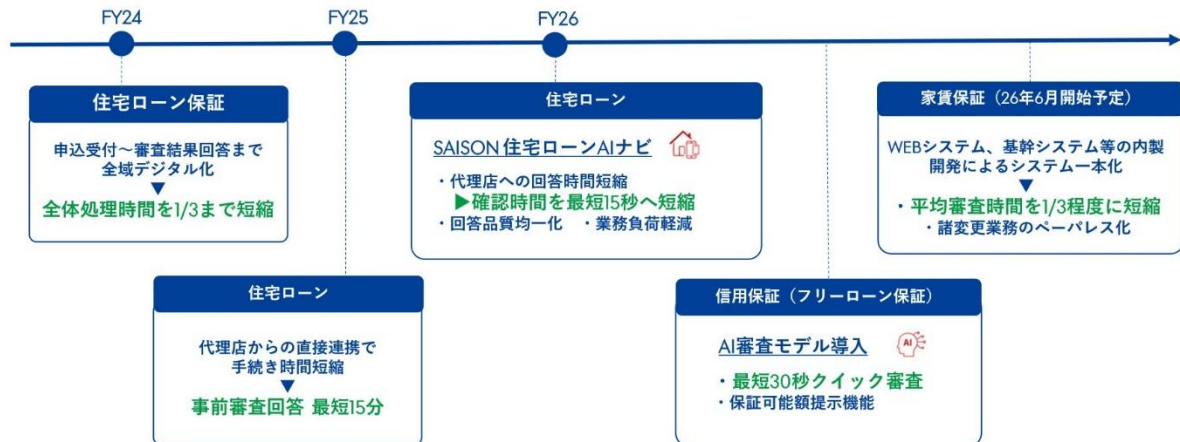 FY24
FY25
FY26
住宅ローン保証
申込受付～審査結果回答まで
全域デジタル化
▼
全体処理時間を1/3まで短縮
住宅ローン
代理店からの直接連携で
手続き時間短縮
▼
事前審査回答 最短15分
住宅ローン
SAISON 住宅ローンAIナビ
・代理店への回答時間短縮
▶確認時間を最短15秒へ短縮
・回答品質均一化 ・業務負荷軽減
信用保証（フリーローン保証）
AI審査モデル導入
AI
・最短30秒クイック審査
・保証可能額提示機能
家賃保証（26年6月開始予定）
WEBシステム、基幹システム等の内製
開発によるシステム一本化
▼
・平均審査時間を1/3程度に短縮
・諸変更業務のペーパレス化